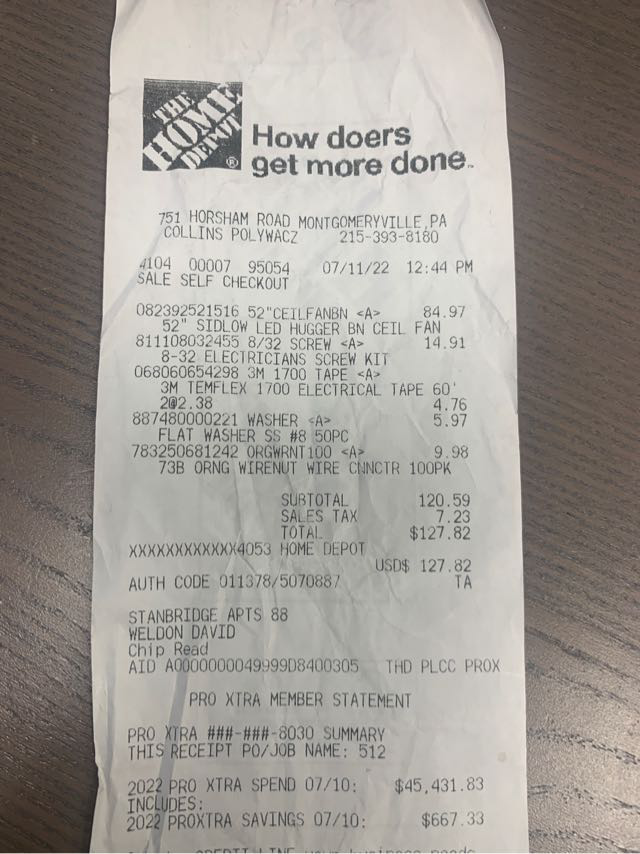 THE
HOME
DEPOT
®
How doers
get more done™
751 HORSHAM ROAD MONTGOMERYVILLE,PA
COLLINS POLYWACZ 215-393-8180
4104 00007 95054 07/11/22 12:44 PM
SALE SELF CHECKOUT
082392521516 52"CEILFANBN <A> 84.97
52" SIDLOW LED HUGGER BN CEIL FAN
811108032455 8/32 SCREW <A> 14.91
8-32 ELECTRICIANS SCREW KIT
068060654298 3M 1700 TAPE <A>
3M TEMFLEX 1700 ELECTRICAL TAPE 60'
2@2.38 4.76
887480000221 WASHER <A> 5.97
FLAT WASHER SS #8 50PC
783250681242 ORGWRNT100 <A> 9.98
73B ORNG WIRENUT WIRE CNNCTR 100PK
SUBTOTAL 120.59
SALES TAX 7.23
TOTAL $127.82
XXXXXXXXXXXX4053 HOME DEPOT
USD$ 127.82
AUTH CODE 011378/5070887 TA
STANBRIDGE APTS 88
WELDON DAVID
Chip Read
AID A0000000049999D8400305 THD PLCC PROX
PRO XTRA MEMBER STATEMENT
PRO XTRA ###-###-8030 SUMMARY
THIS RECEIPT PO/JOB NAME: 512
2022 PRO XTRA SPEND 07/10: $45,431.83
INCLUDES:
2022 PROXTRA SAVINGS 07/10: $667.33